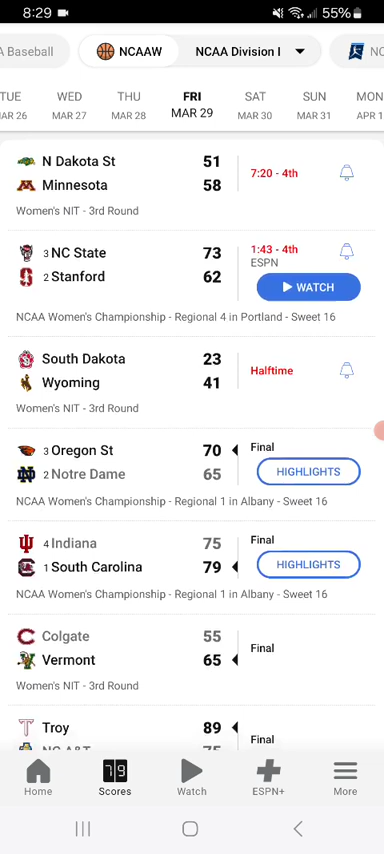 8:29 55%
A Baseball NCAAW NCAA Division I NC
TUE WED THU FRI SAT SUN MON
AR 26 MAR 27 MAR 28 MAR 29 MAR 30 MAR 31 APR 1
N Dakota St 51
Minnesota 58
7:20 - 4th
Women's NIT - 3rd Round
3 NC State 73
2 Stanford 62
1:43 - 4th
ESPN
WATCH
NCAA Women's Championship - Regional 4 in Portland - Sweet 16
South Dakota 23
Wyoming 41
Halftime
Women's NIT - 3rd Round
3 Oregon St 70
2 Notre Dame 65
Final
HIGHLIGHTS
NCAA Women's Championship - Regional 1 in Albany - Sweet 16
4 Indiana 75
1 South Carolina 79
Final
HIGHLIGHTS
NCAA Women's Championship - Regional 1 in Albany - Sweet 16
Colgate 55
Vermont 65
Final
Women's NIT - 3rd Round
Troy 89
NC A&T 75
Final
79
Home Scores Watch ESPN+ More